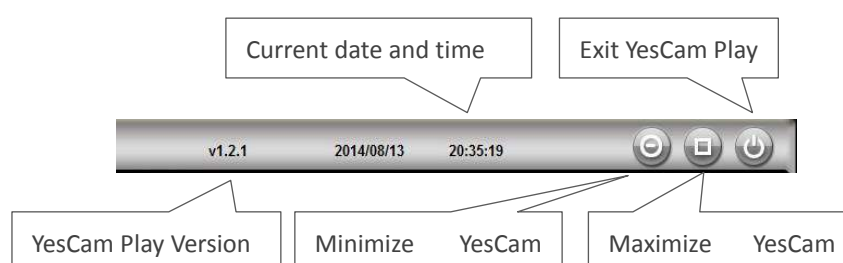 Current date and time
Exit YesCam Play
v1.2.1 2014/08/13 20:35:19
YesCam Play Version
Minimize YesCam
Maximize YesCam